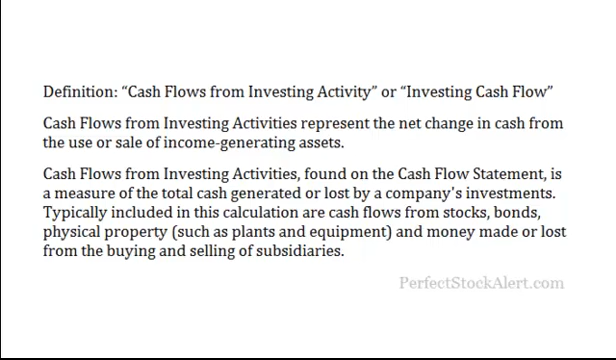 Definition: “Cash Flows from Investing Activity” or “Investing Cash Flow”
Cash Flows from Investing Activities represent the net change in cash from
the use or sale of income-generating assets.
Cash Flows from Investing Activities, found on the Cash Flow Statement, is
a measure of the total cash generated or lost by a company's investments.
Typically included in this calculation are cash flows from stocks, bonds,
physical property (such as plants and equipment) and money made or lost
from the buying and selling of subsidiaries.
PerfectStockAlert.com